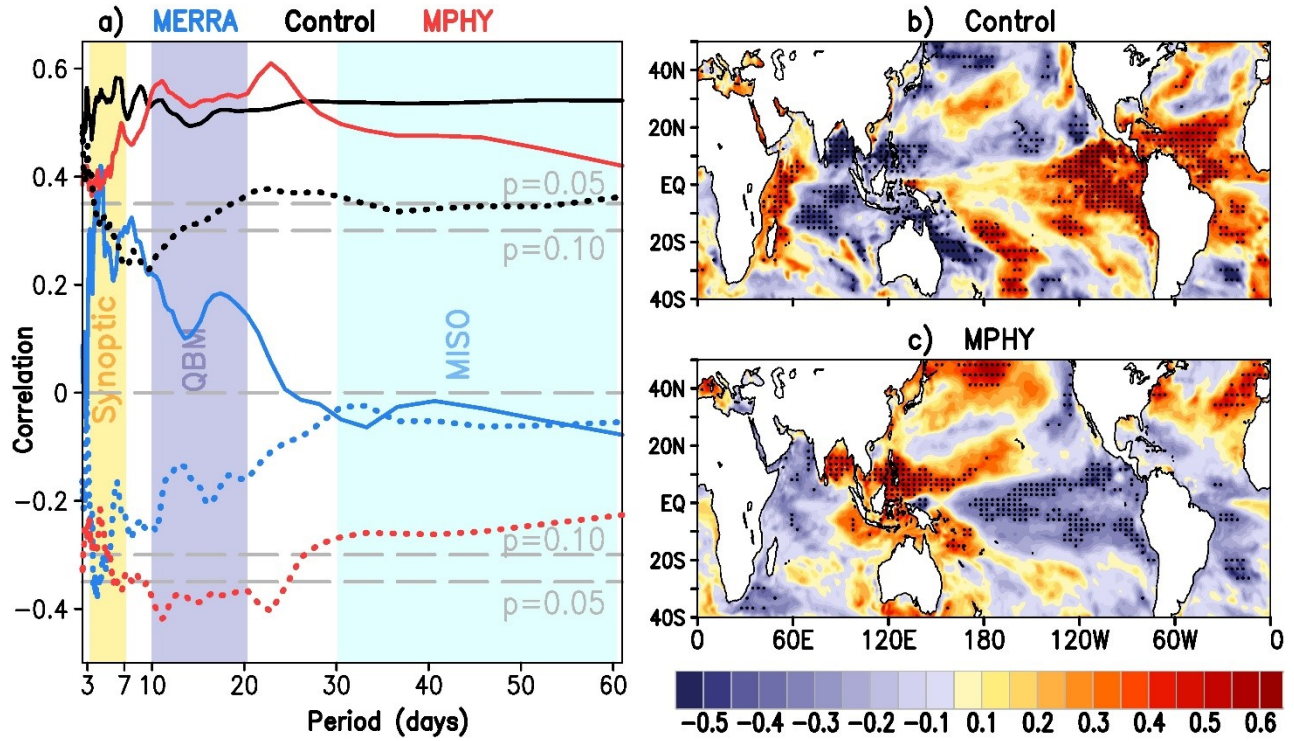 a) MERRA Control MPHY
0.6
0.4
0.2
0
−0.2
−0.4
Correlation
p=0.05
p=0.10
Synoptic
QBM
MISO
p=0.10
p=0.05
3 7 10 20 30 40 50 60
Period (days)
b) Control
40N
20N
EQ
20S
40S
c) MPHY
40N
20N
EQ
20S
40S
0 60E 120E 180 120W 60W 0
−0.5 −0.4 −0.3 −0.2 −0.1 0.1 0.2 0.3 0.4 0.5 0.6